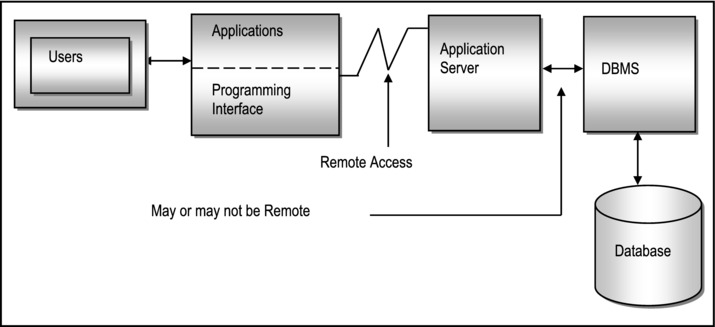 Users
Applications
Programming
Interface
Application
Server
DBMS
Remote Access
May or may not be Remote
Database